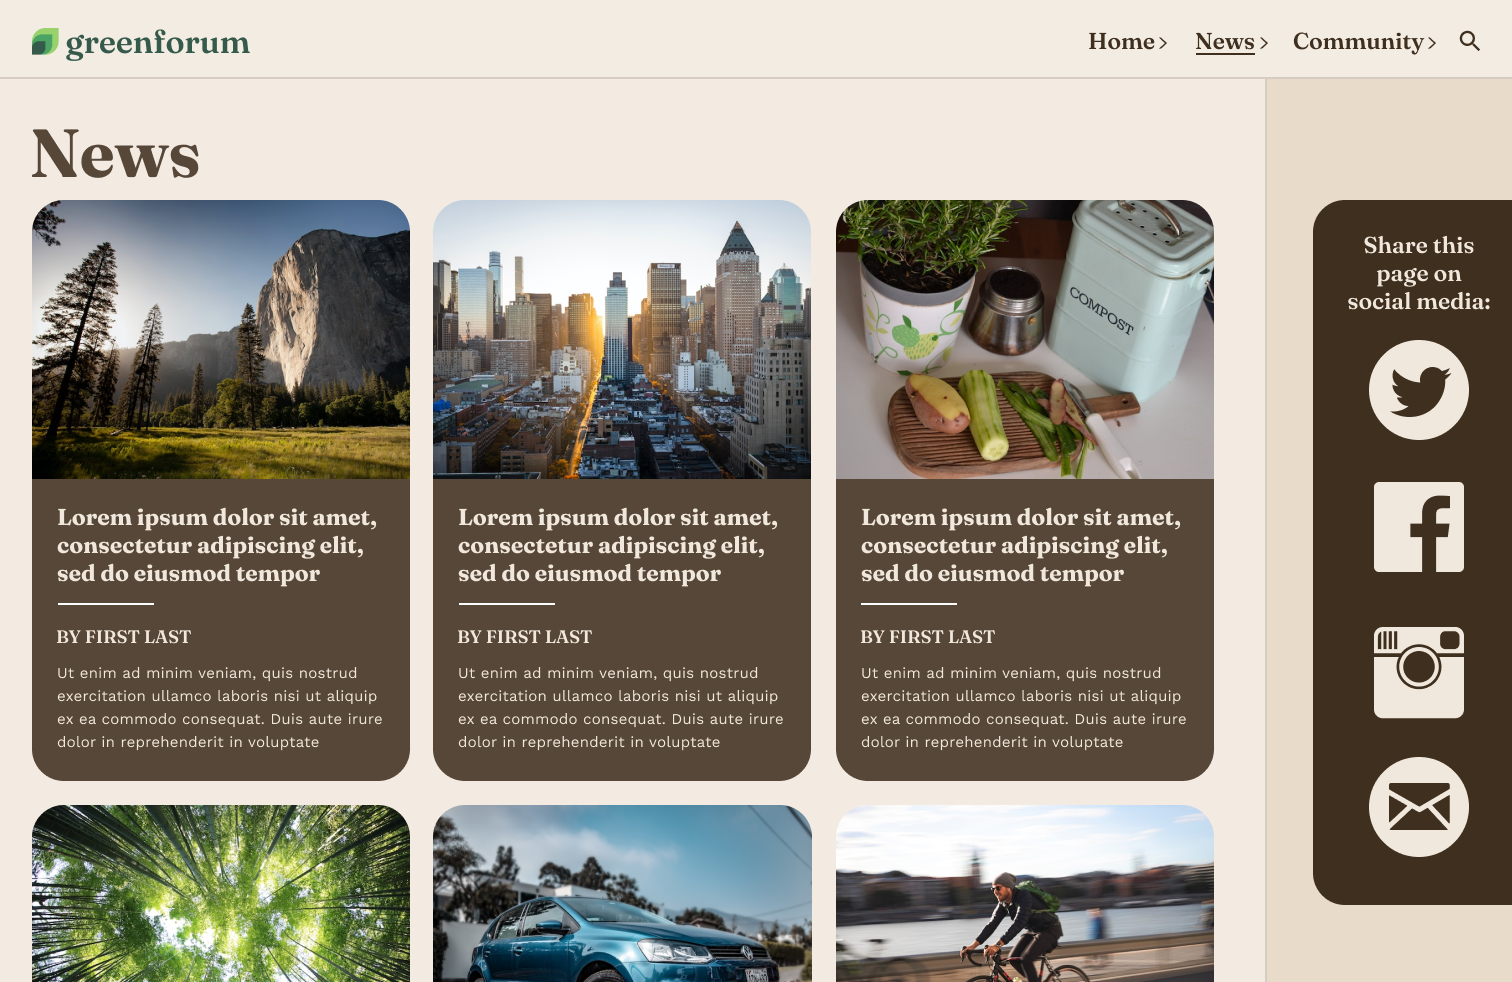 greenforum
Home
News
Community
News
COMPOST
Lorem ipsum dolor sit amet,
consectetur adipiscing elit,
sed do eiusmod tempor
BY FIRST LAST
Ut enim ad minim veniam, quis nostrud
exercitation ullamco laboris nisi ut aliquip
ex ea commodo consequat. Duis aute irure
dolor in reprehenderit in voluptate
Lorem ipsum dolor sit amet,
consectetur adipiscing elit,
sed do eiusmod tempor
BY FIRST LAST
Ut enim ad minim veniam, quis nostrud
exercitation ullamco laboris nisi ut aliquip
ex ea commodo consequat. Duis aute irure
dolor in reprehenderit in voluptate
Lorem ipsum dolor sit amet,
consectetur adipiscing elit,
sed do eiusmod tempor
BY FIRST LAST
Ut enim ad minim veniam, quis nostrud
exercitation ullamco laboris nisi ut aliquip
ex ea commodo consequat. Duis aute irure
dolor in reprehenderit in voluptate
Share this
page on
social media: